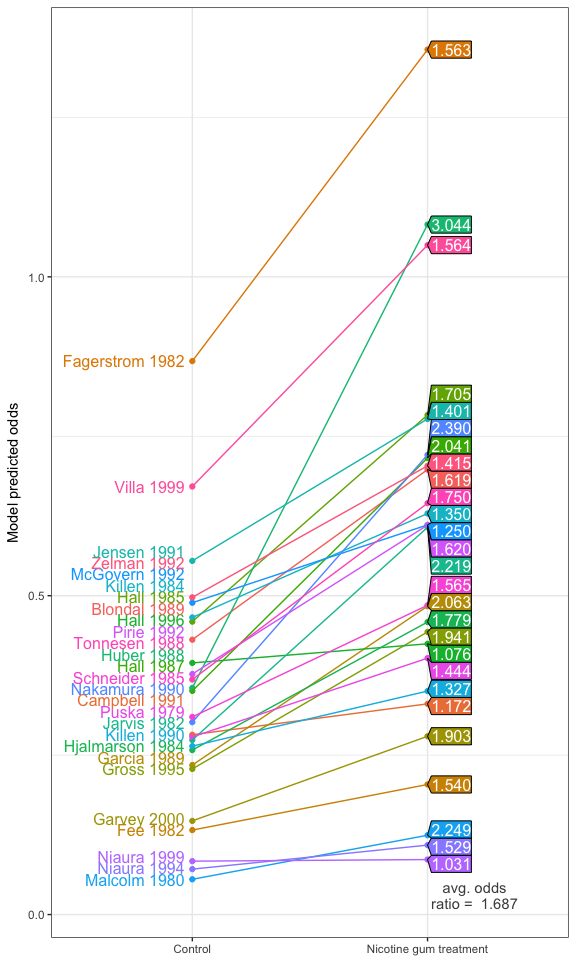 1.563
1.0
3.044
1.564
Fagerstrom 1982
Model predicted odds
Villa 1999
1.705
1.401
2.390
2.041
1.415
1.619
1.750
1.350
1.250
1.620
2.219
0.5
Jensen 1991
Zelman 1992
McGovern 1992
Killen 1984
Hall 1985
Blondal 1989
Hall 1996
Pirie 1992
Tonnesen 1988
Huber 1988
Hall 1987
Schneider 1985
Nakamura 1990
Campbell 1991
Puska 1979
Jarvis 1982
Killen 1990
Hjalmarson 1984
Garcia 1989
Gross 1995
1.565
2.063
1.779
1.941
1.076
1.444
1.327
1.172
1.903
1.540
Garvey 2000
Fee 1982
Niaura 1999
Niaura 1994
Malcolm 1980
2.249
1.529
1.031
avg. odds
ratio = 1.687
0.0
Control
Nicotine gum treatment